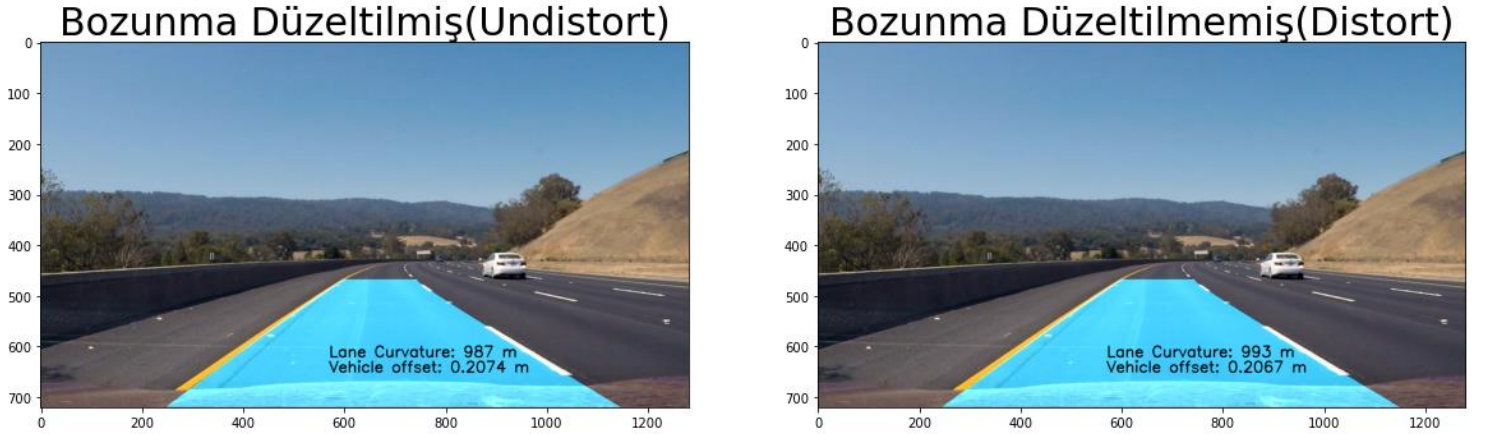 Bozunma Düzeltilmiş(Undistort)
0
100
200
300
400
500
600
700
0 200 400 600 800 1000 1200
Lane Curvature: 987 m
Vehicle offset: 0.2074 m
Bozunma Düzeltilmemiş(Distort)
0
100
200
300
400
500
600
700
0 200 400 600 800 1000 1200
Lane Curvature: 993 m
Vehicle offset: 0.2067 m